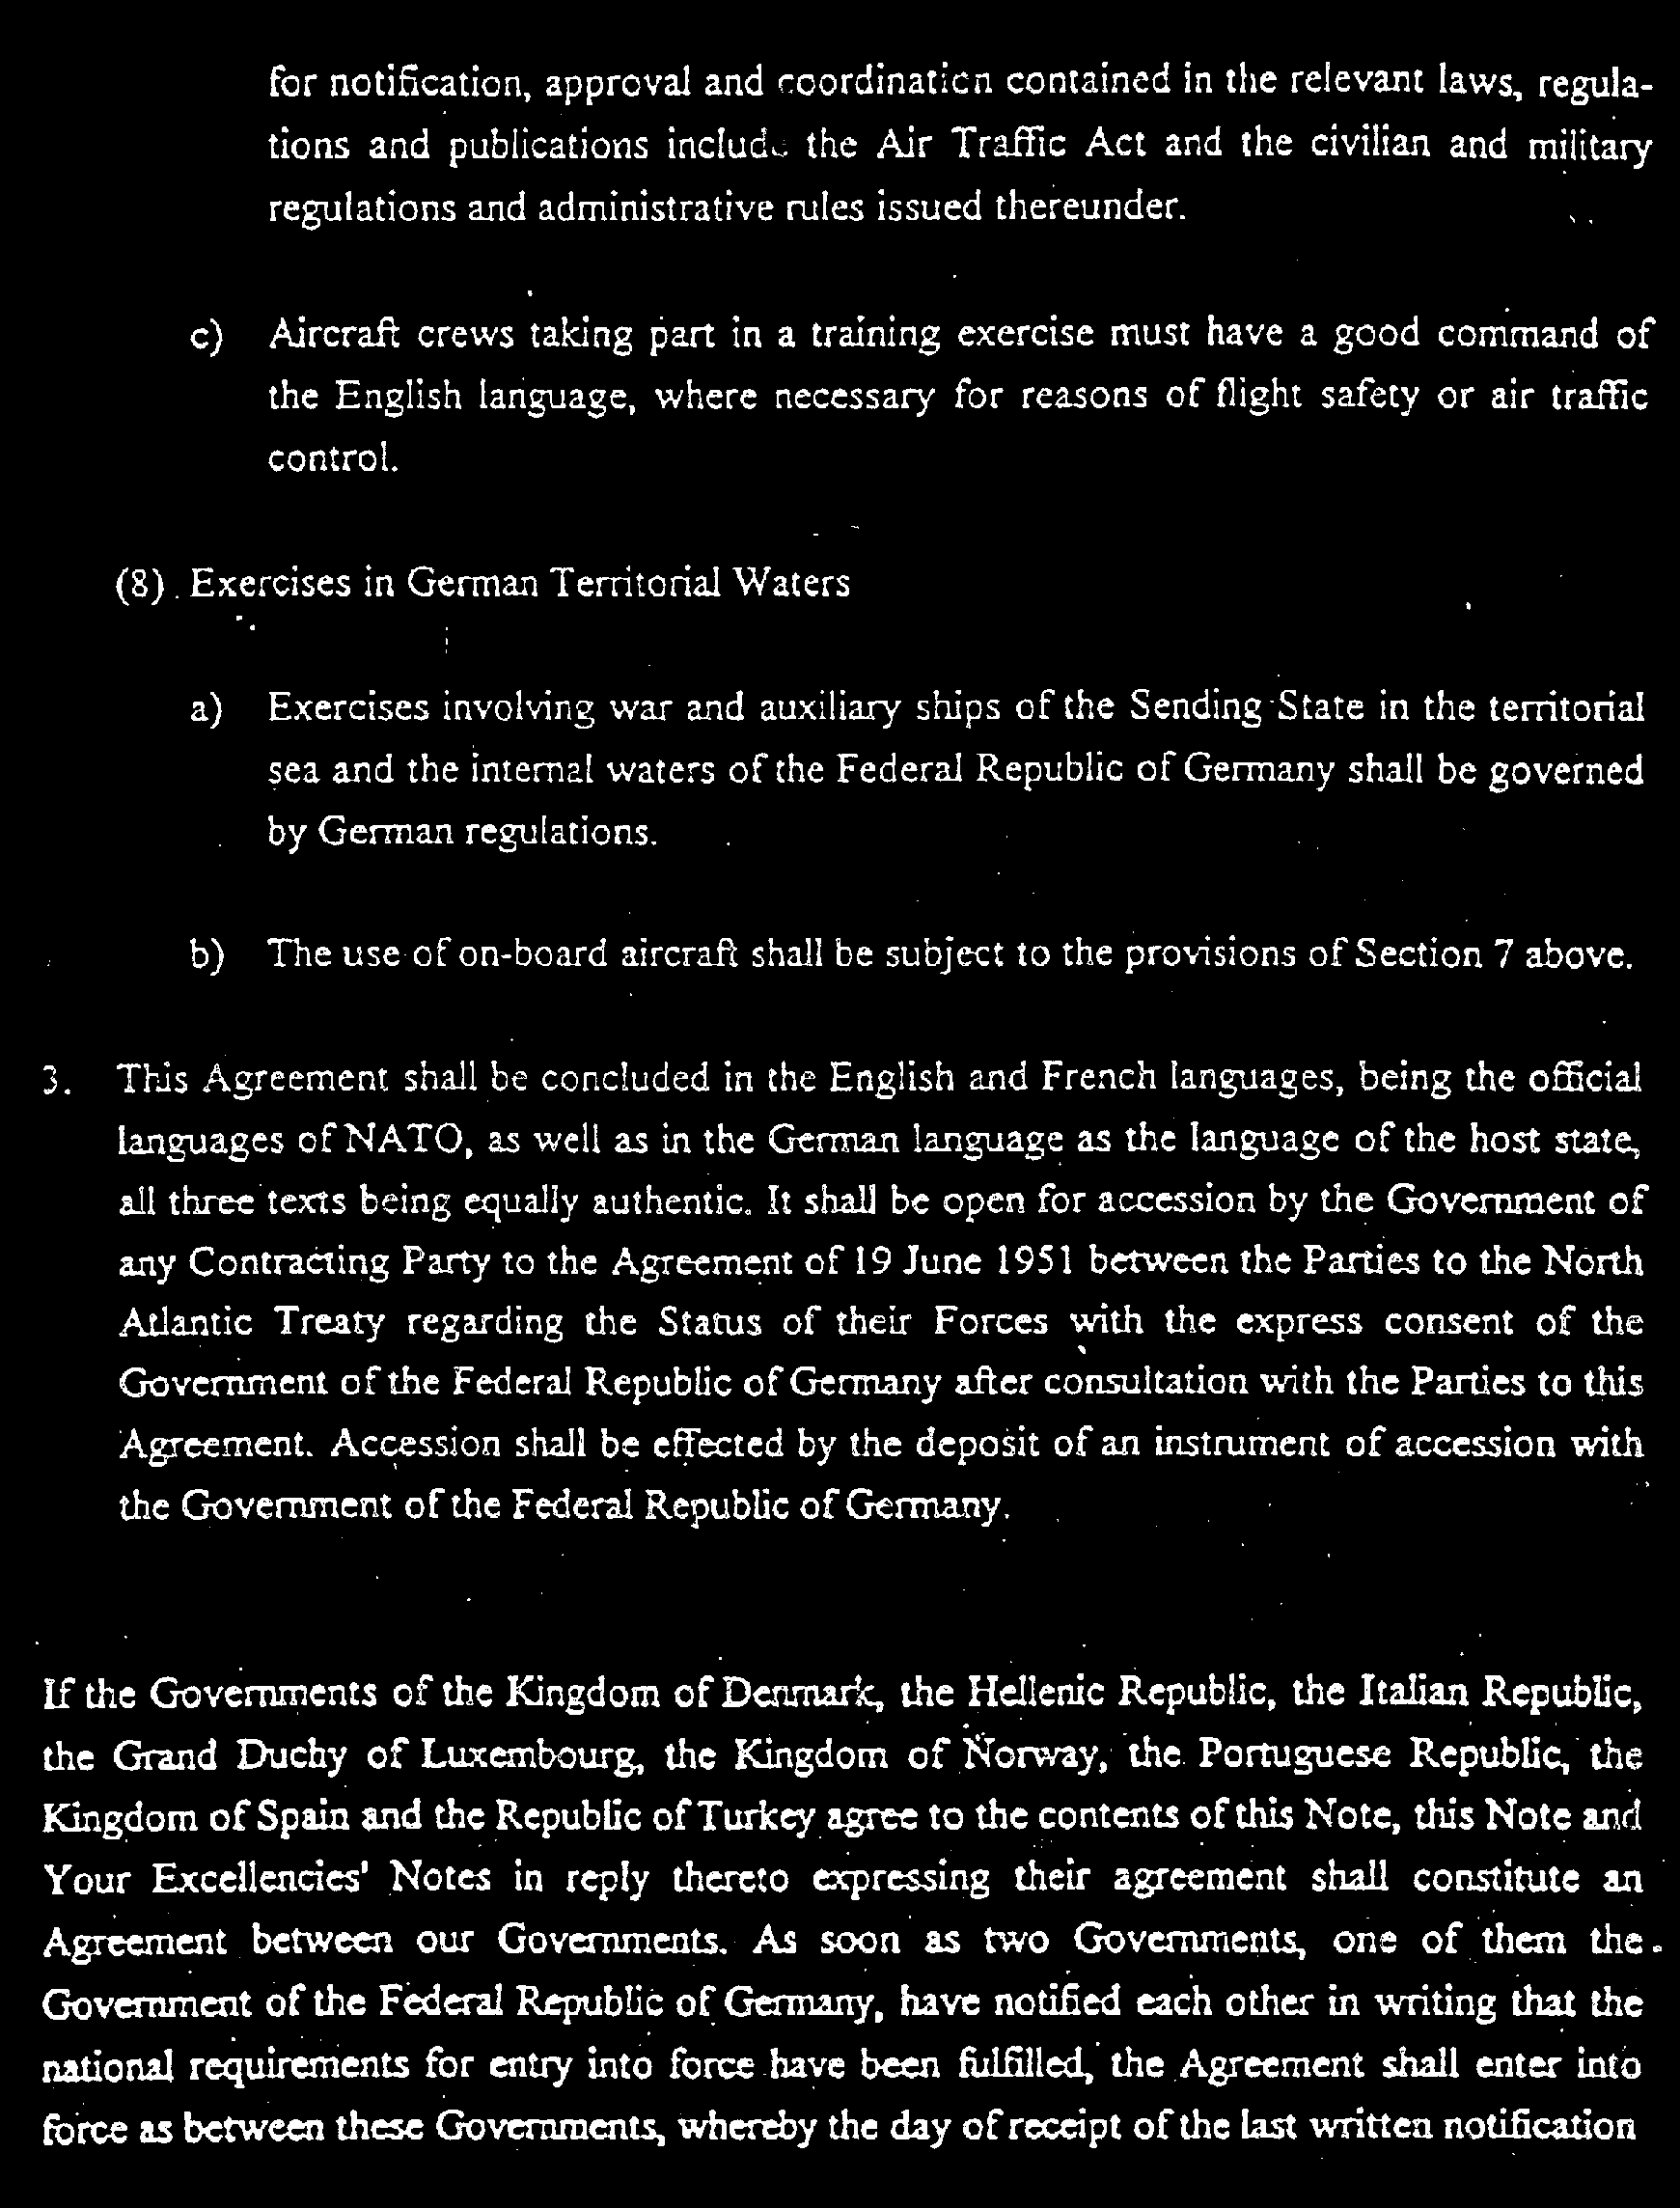 for notification, approval and coordination contained in the relevant laws, regula-
tions and publications include the Air Traffic Act and the civilian and military
regulations and administrative rules issued thereunder.
c) Aircraft crews taking part in a training exercise must have a good command of
the English language, where necessary for reasons of flight safety or air traffic
control.
(8) Exercises in German Territorial Waters
a) Exercises involving war and auxiliary ships of the Sending State in the territorial
sea and the internal waters of the Federal Republic of Germany shall be governed
by German regulations.
b) The use of on-board aircraft shall be subject to the provisions of Section 7 above.
3. This Agreement shall be concluded in the English and French languages, being the official
languages of NATO, as well as in the German language as the language of the host state,
all three texts being equally authentic. It shall be open for accession by the Government of
any Contracting Party to the Agreement of 19 June 1951 between the Parties to the North
Atlantic Treaty regarding the Status of their Forces with the express consent of the
Government of the Federal Republic of Germany after consultation with the Parties to this
Agreement. Accession shall be effected by the deposit of an instrument of accession with
the Government of the Federal Republic of Germany.
If the Governments of the Kingdom of Denmark, the Hellenic Republic, the Italian Republic,
the Grand Duchy of Luxembourg, the Kingdom of Norway, the Portuguese Republic, the
Kingdom of Spain and the Republic of Turkey agree to the contents of this Note, this Note and
Your Excellencies' Notes in reply thereto expressing their agreement shall constitute an
Agreement between our Governments. As soon as two Governments, one of them the
Government of the Federal Republic of Germany, have notified each other in writing that the
national requirements for entry into force have been fulfilled, the Agreement shall enter into
force as between these Governments, whereby the day of receipt of the last written notification